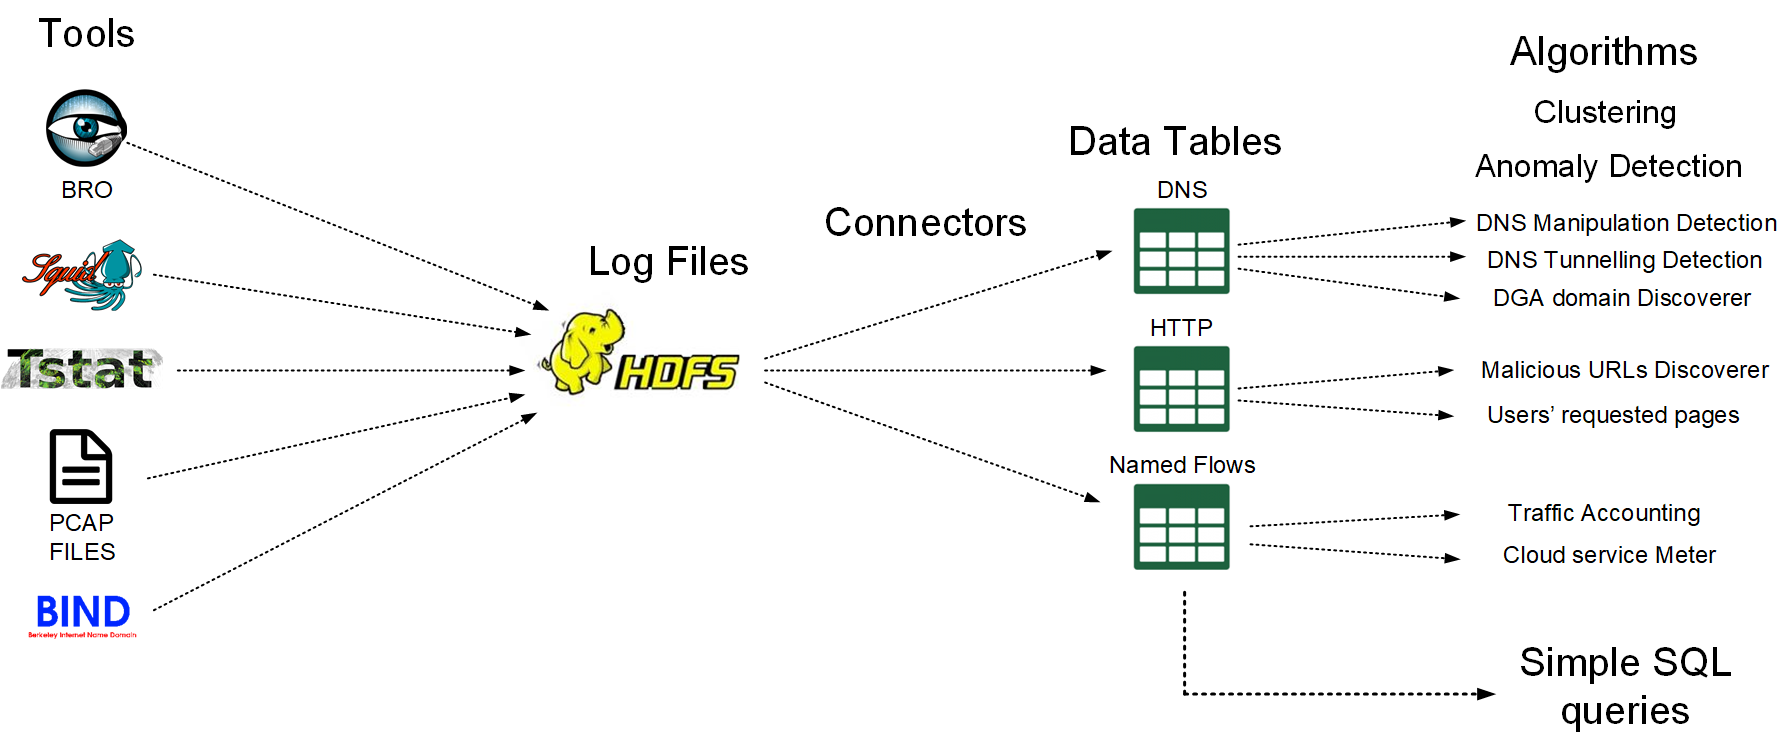 Tools
BRO
Squid
Tstat
PCAP
FILES
BIND
Berkeley Internet Name Domain
Log Files
HDFS
Connectors
Data Tables
DNS
HTTP
Named Flows
Algorithms
Clustering
Anomaly Detection
DNS Manipulation Detection
DNS Tunnelling Detection
DGA domain Discoverer
Malicious URLs Discoverer
Users’ requested pages
Traffic Accounting
Cloud service Meter
Simple SQL
queries